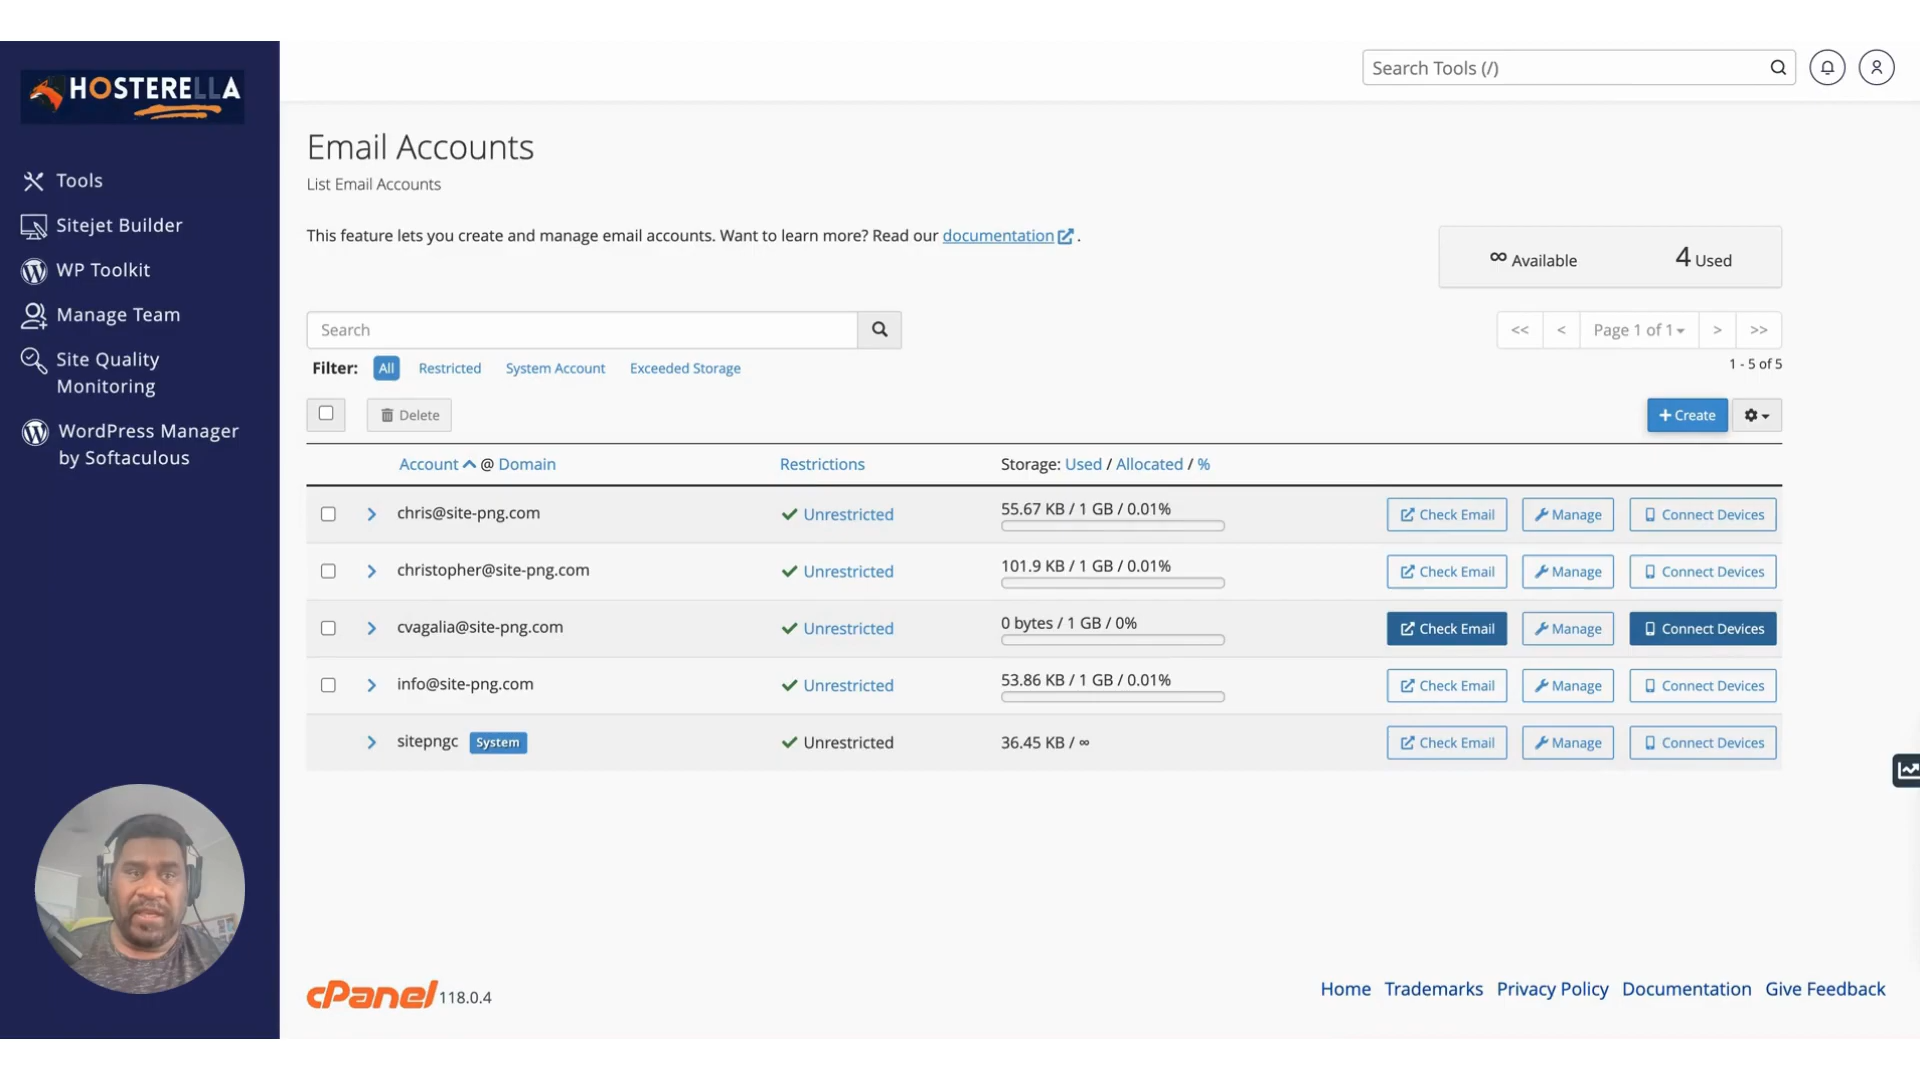 HOSTERELLA
Search Tools (/)
Tools
Sitejet Builder
WP Toolkit
Manage Team
Site Quality
Monitoring
WordPress Manager
by Softaculous
Email Accounts
List Email Accounts
This feature lets you create and manage email accounts. Want to learn more? Read our documentation .
∞ Available 4 Used
Search
<< < Page 1 of 1 > >>
Filter: All Restricted System Account Exceeded Storage
1 - 5 of 5
Delete
+ Create
Account @ Domain Restrictions Storage: Used / Allocated / %
chris@site-png.com Unrestricted 55.67 KB / 1 GB / 0.01% Check Email Manage Connect Devices
christopher@site-png.com Unrestricted 101.9 KB / 1 GB / 0.01% Check Email Manage Connect Devices
cvagalia@site-png.com Unrestricted 0 bytes / 1 GB / 0% Check Email Manage Connect Devices
info@site-png.com Unrestricted 53.86 KB / 1 GB / 0.01% Check Email Manage Connect Devices
sitepngc System Unrestricted 36.45 KB / ∞ Check Email Manage Connect Devices
cPanel 118.0.4
Home Trademarks Privacy Policy Documentation Give Feedback